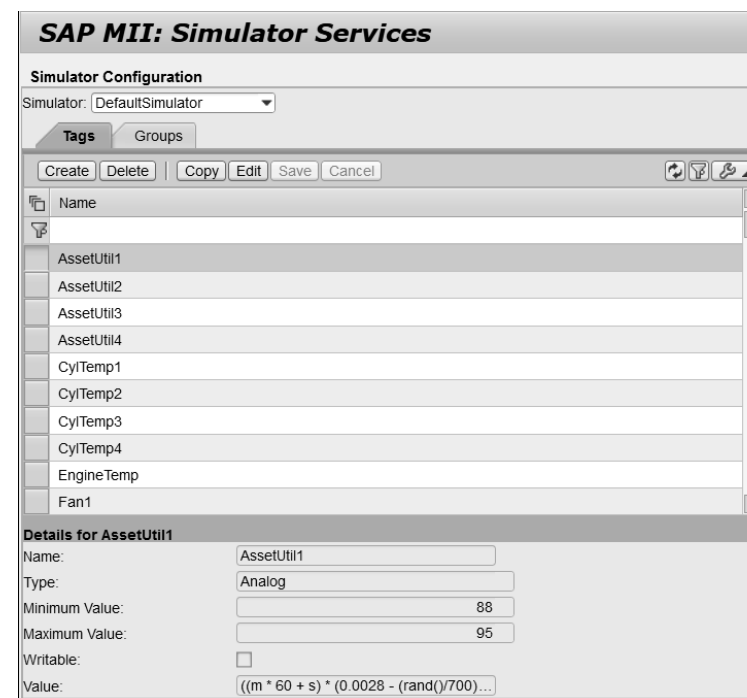 SAP MII: Simulator Services
Simulator Configuration
Simulator: DefaultSimulator
Tags Groups
Create Delete Copy Edit Save Cancel
Name
AssetUtil1
AssetUtil2
AssetUtil3
AssetUtil4
CylTemp1
CylTemp2
CylTemp3
CylTemp4
EngineTemp
Fan1
Details for AssetUtil1
Name: AssetUtil1
Type: Analog
Minimum Value: 88
Maximum Value: 95
Writable:
Value: ((m * 60 + s) * (0.0028 - (rand()/700)...